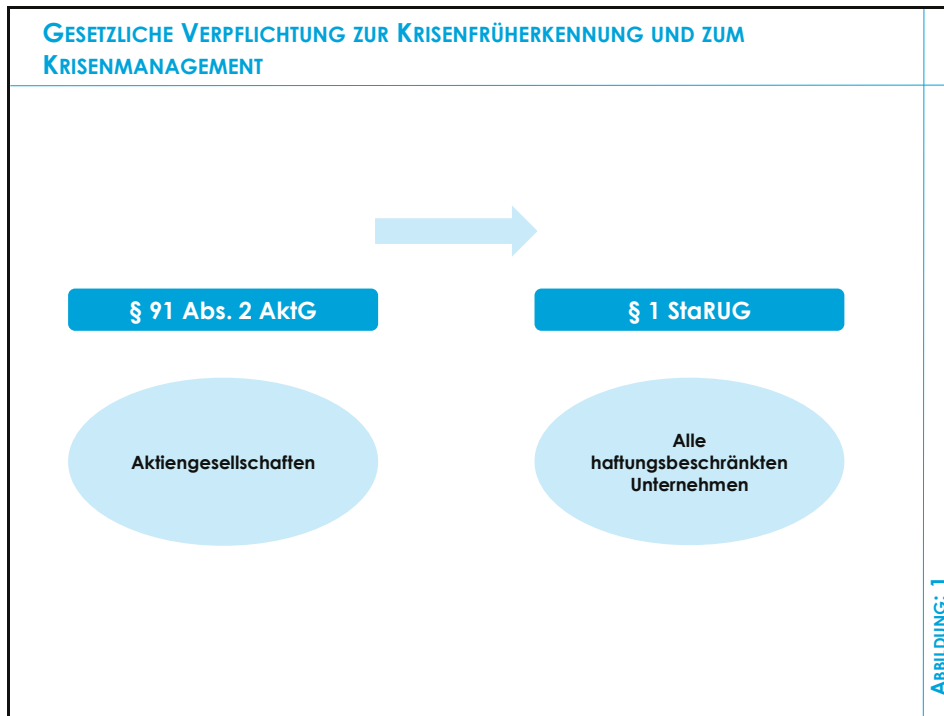 GESETZLICHE VERPFLICHTUNG ZUR KRISENFRÜHERKENNUNG UND ZUM
KRISENMANAGEMENT
§ 91 Abs. 2 AktG
§ 1 StaRUG
Aktiengesellschaften
Alle
haftungsbeschränkten
Unternehmen
ABBILDUNG: 1